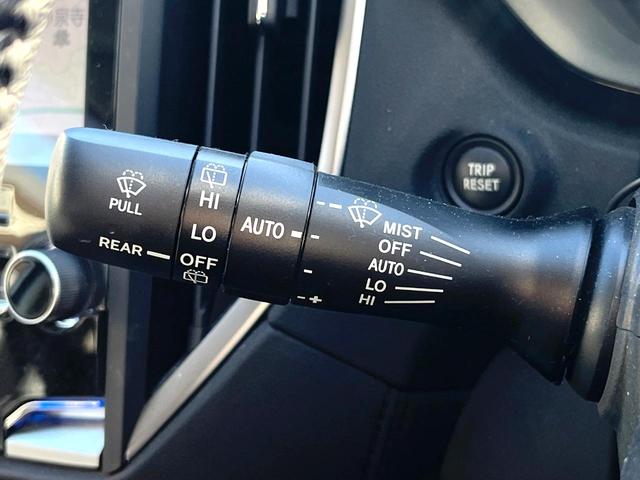 PULL
REAR
HI
LO
OFF
AUTO
- +
MIST
OFF
AUTO
LO
HI
TRIP
RESET